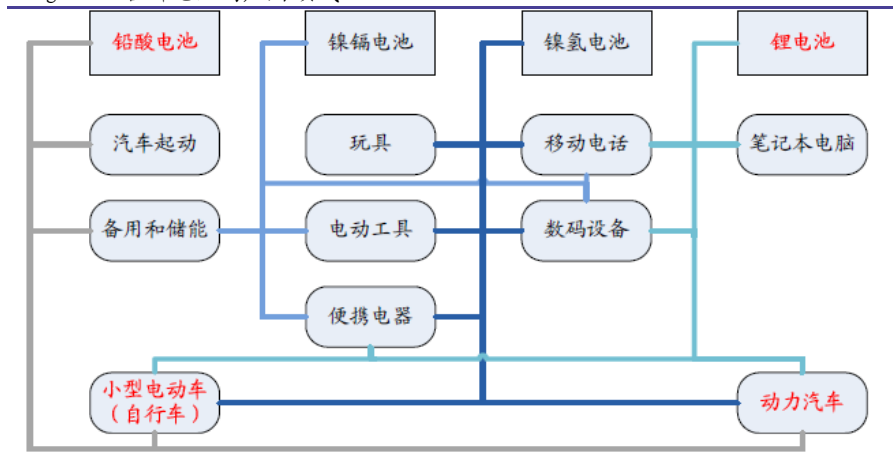 铅酸电池
镍镉电池
镍氢电池
锂电池
汽车起动
玩具
移动电话
笔记本电脑
备用和储能
电动工具
数码设备
便携电器
小型电动车
（自行车）
动力汽车